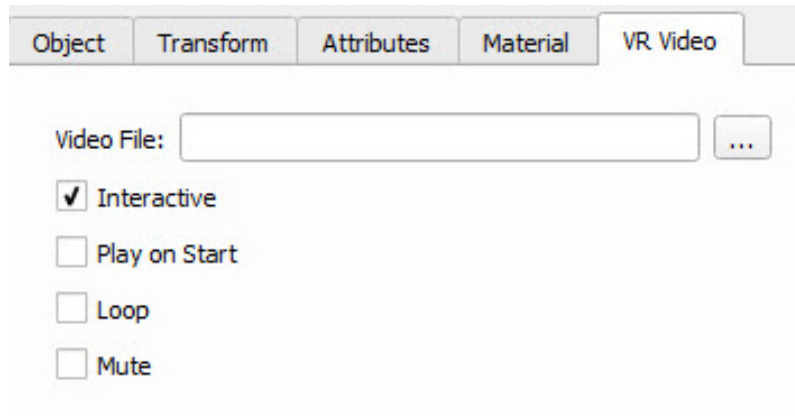 Object Transform Attributes Material VR Video
Video File: ...
Interactive
Play on Start
Loop
Mute